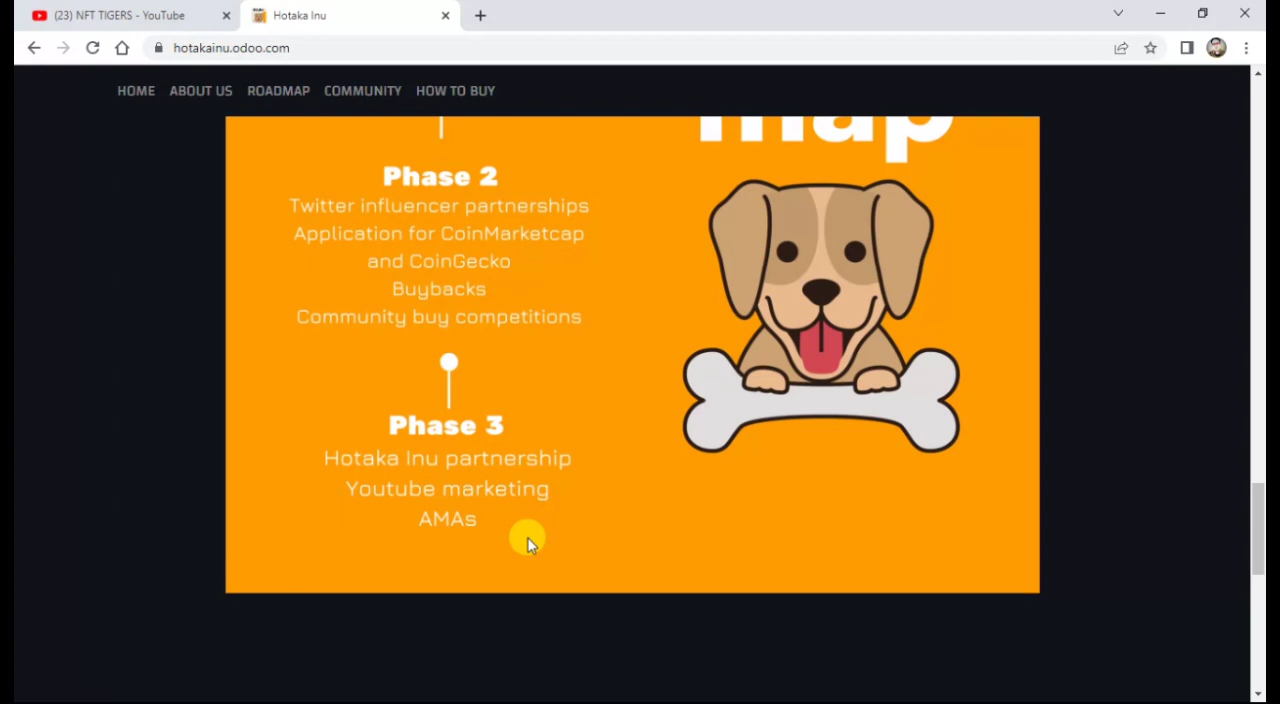 (23) NFT TIGERS - YouTube
Hotaka Inu
hotakainu.odoo.com
HOME ABOUT US ROADMAP COMMUNITY HOW TO BUY
map
Phase 2
Twitter influencer partnerships
Application for CoinMarketcap
and CoinGecko
Buybacks
Community buy competitions
Phase 3
Hotaka Inu partnership
Youtube marketing
AMAs